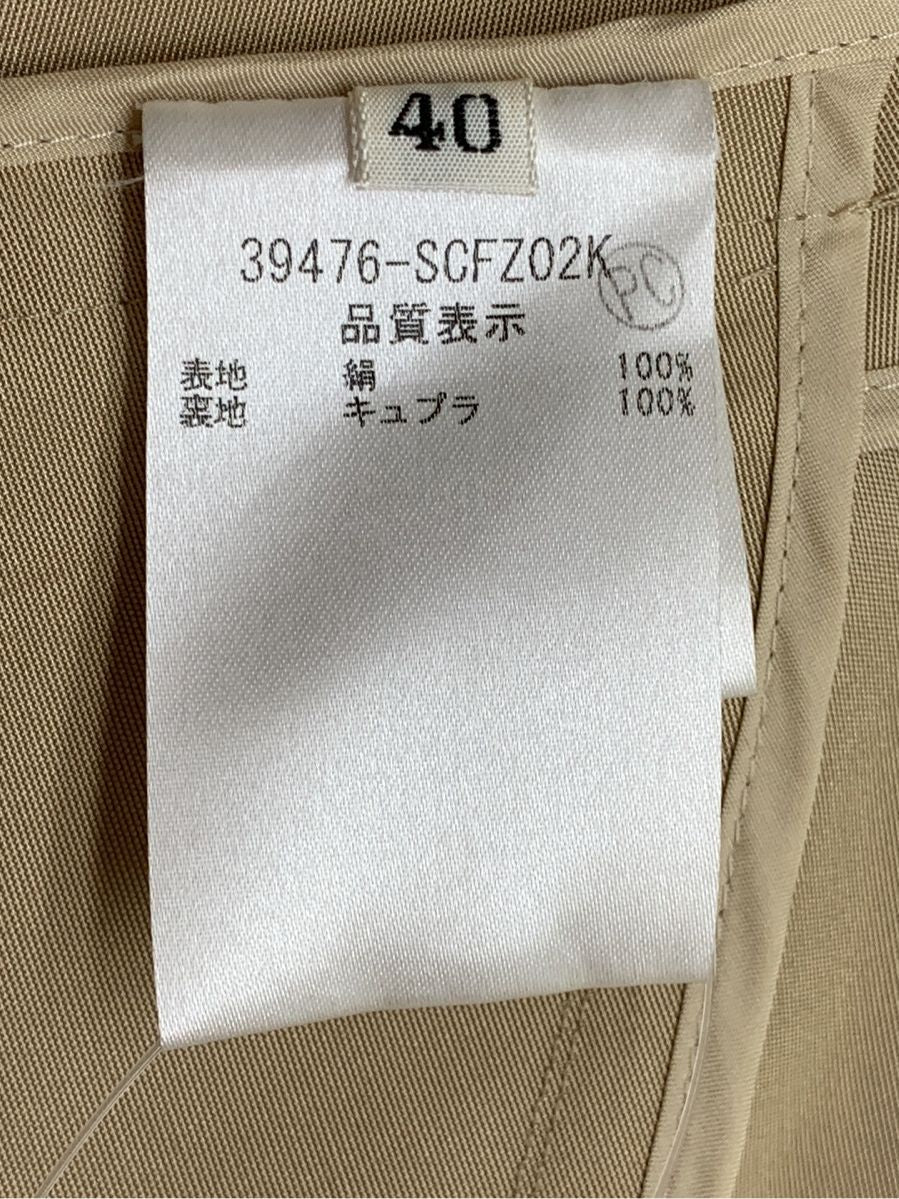 40
39476-SCFZ02K
PC
品質表示
表地 絹 100%
裏地 キュプラ 100%